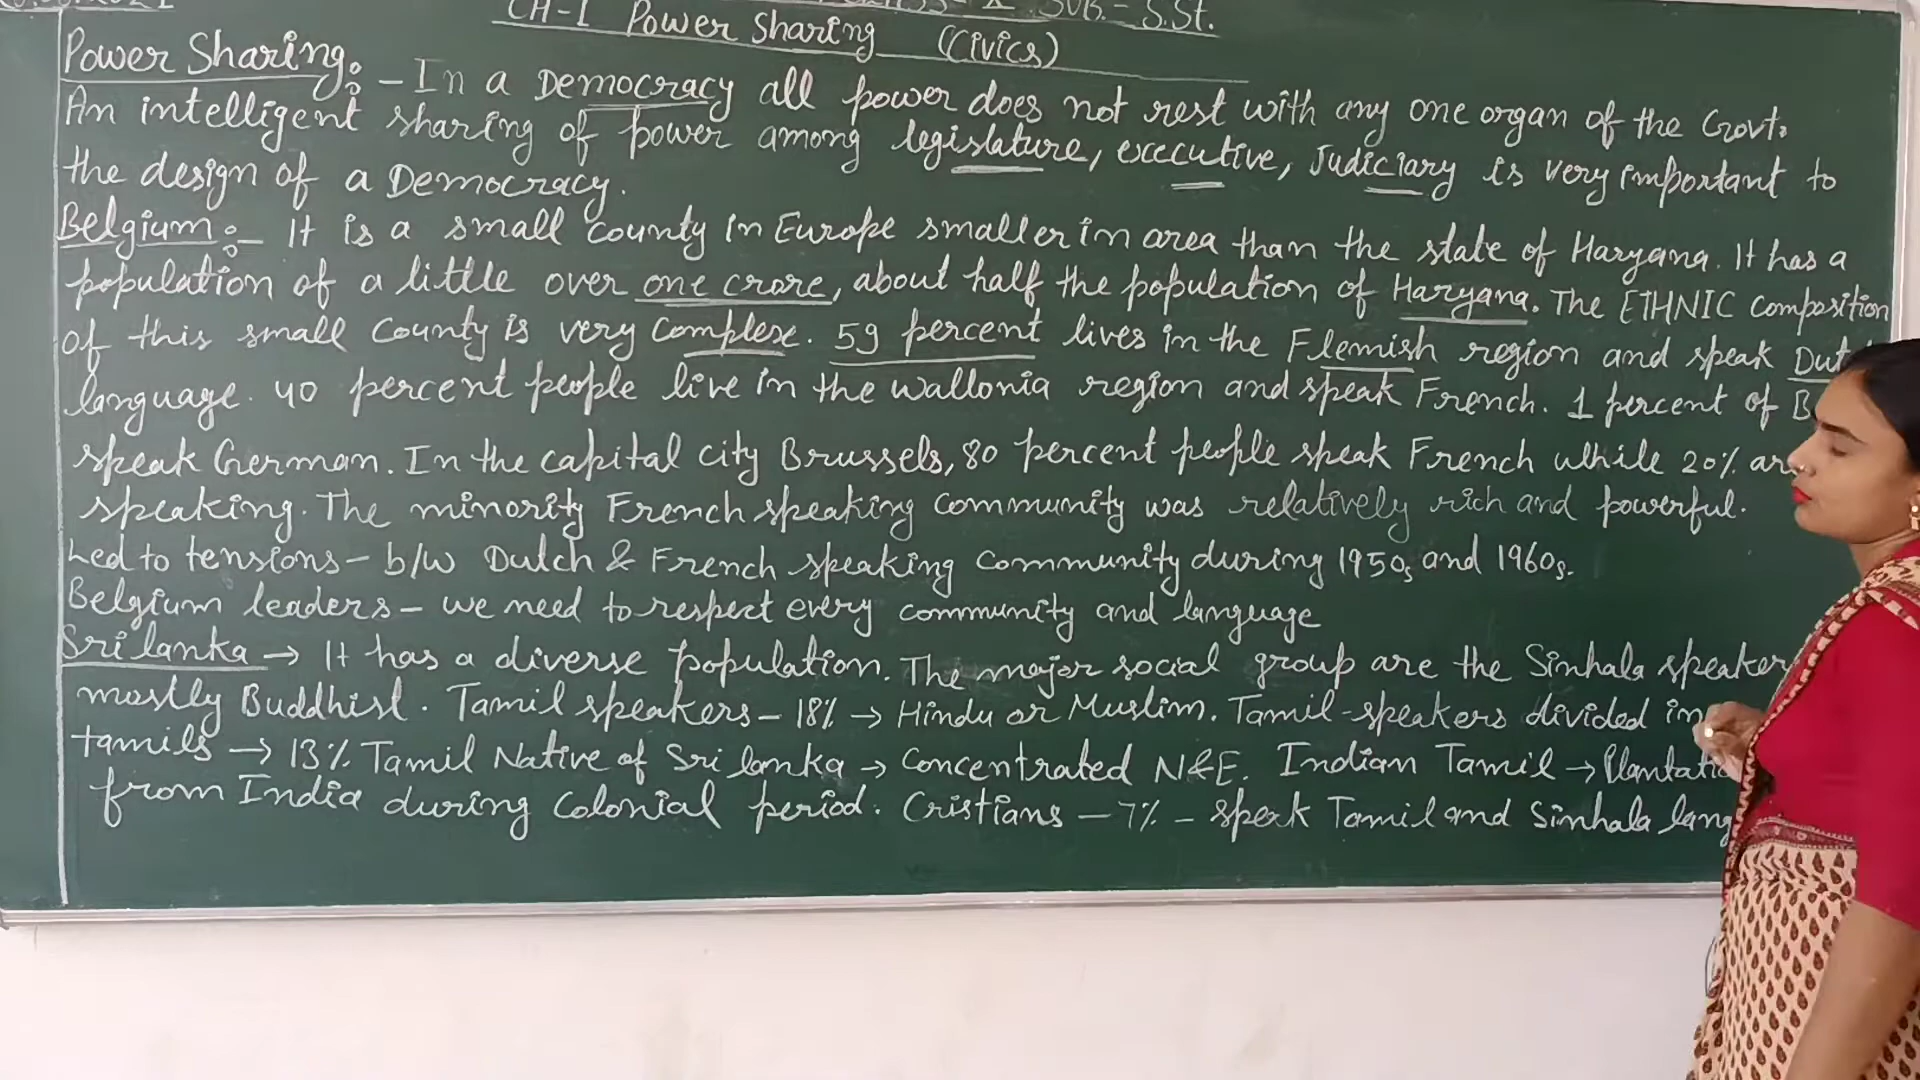 CH-1 Power Sharing (Civics)
X SUB.- S.St.
Power Sharing:- In a Democracy all power does not rest with any one organ of the Govt.
An intelligent sharing of power among legislature, executive, Judiciary is very important to
the design of a Democracy.
Belgium:- It is a small county in Europe smaller in area than the state of Haryana. It has a
population of a little over one crore, about half the population of Haryana. The ETHNIC composition
of this small County is very Complex. 59 percent lives in the Flemish region and speak Dut
language. 40 percent people live in the wallonia region and speak French. 1 percent of B
speak German. In the capital city Brussels, 80 percent people speak French while 20% ar
speaking. The minority French speaking Community was relatively rich and powerful.
Led to tensions- b/w Dutch & French speaking Community during 1950s and 1960s.
Belgium leaders- we need to respect every community and language
Sri lanka → It has a diverse population. The major social group are the Sinhala speaker
mostly Buddhist. Tamil speakers- 18% → Hindu or Muslim. Tamil-speakers divided in
tamils → 13% Tamil Native of Sri lanka → Concentrated N&E. Indian Tamil → Plantati
from India during Colonial period. Cristians - 7% - speak Tamil and Sinhala lang